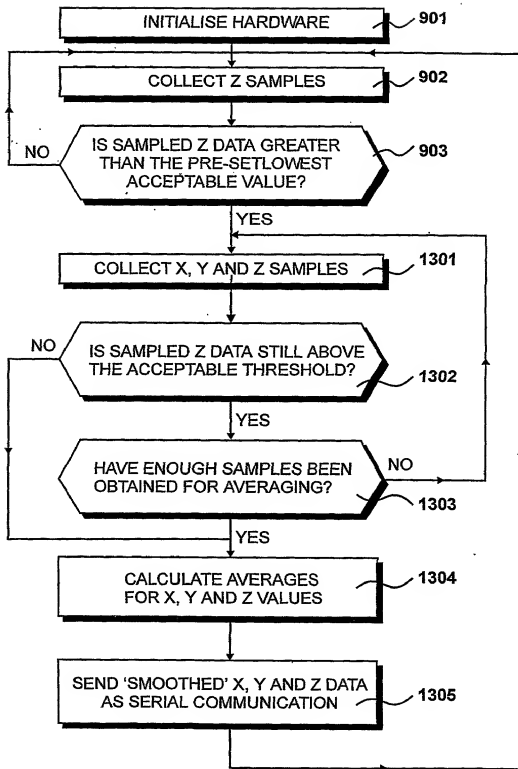 INITIALISE HARDWARE
901
COLLECT Z SAMPLES
902
IS SAMPLED Z DATA GREATER
THAN THE PRE-SETLOWEST
ACCEPTABLE VALUE?
903
NO
YES
COLLECT X, Y AND Z SAMPLES
1301
NO
IS SAMPLED Z DATA STILL ABOVE
THE ACCEPTABLE THRESHOLD?
1302
YES
HAVE ENOUGH SAMPLES BEEN
OBTAINED FOR AVERAGING?
NO
1303
YES
CALCULATE AVERAGES
FOR X, Y AND Z VALUES
1304
SEND 'SMOOTHED' X, Y AND Z DATA
AS SERIAL COMMUNICATION
1305